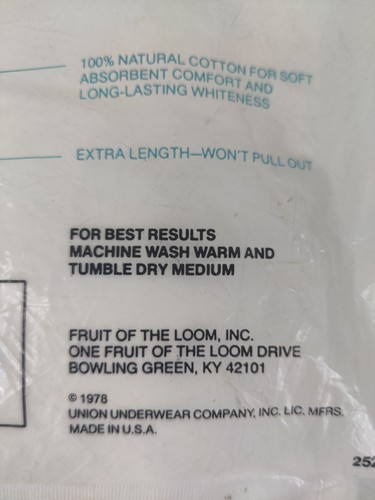 100% NATURAL COTTON FOR SOFT
ABSORBENT COMFORT AND
LONG-LASTING WHITENESS
EXTRA LENGTH—WON'T PULL OUT
FOR BEST RESULTS
MACHINE WASH WARM AND
TUMBLE DRY MEDIUM
FRUIT OF THE LOOM, INC.
ONE FRUIT OF THE LOOM DRIVE
BOWLING GREEN, KY 42101
© 1978
UNION UNDERWEAR COMPANY, INC. LIC. MFRS.
MADE IN U.S.A.